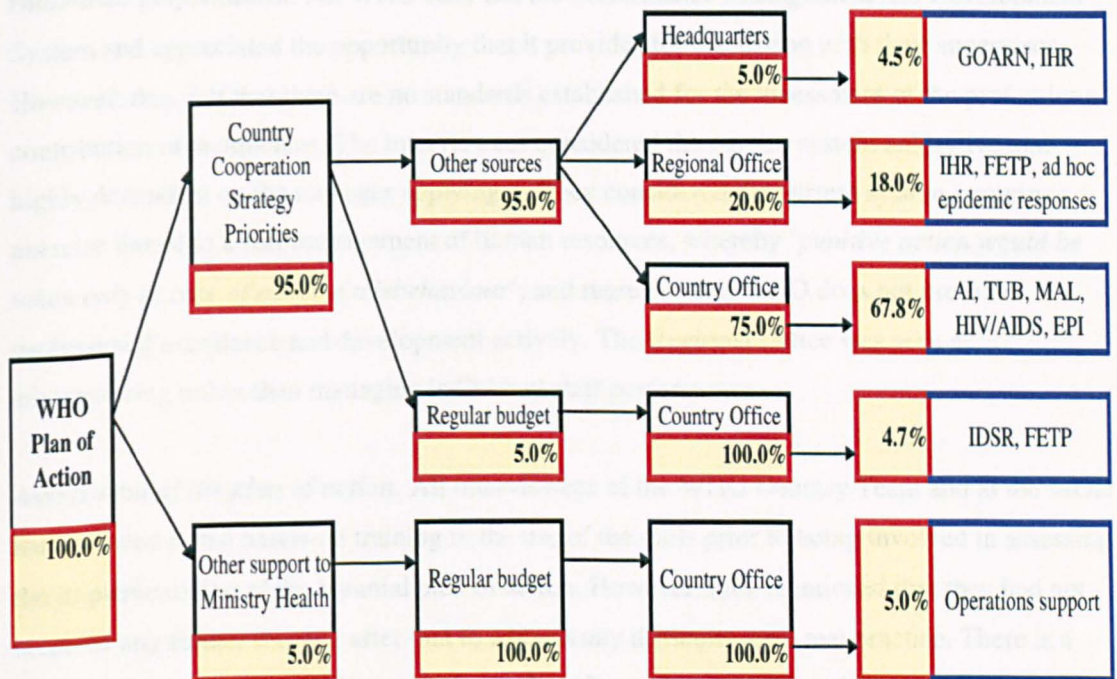 WHO
Plan of
Action
100.0%
Country
Cooperation
Strategy
Priorities
95.0%
Other support to
Ministry Health
5.0%
Other sources
95.0%
Regular budget
5.0%
Regular budget
100.0%
Headquarters
5.0%
Regional Office
20.0%
Country Office
75.0%
Country Office
100.0%
Country Office
100.0%
4.5%
GOARN, IHR
18.0%
IHR, FETP, ad hoc
epidemic responses
67.8%
AI, TUB, MAL,
HIV/AIDS, EPI
4.7%
IDSR, FETP
5.0%
Operations support